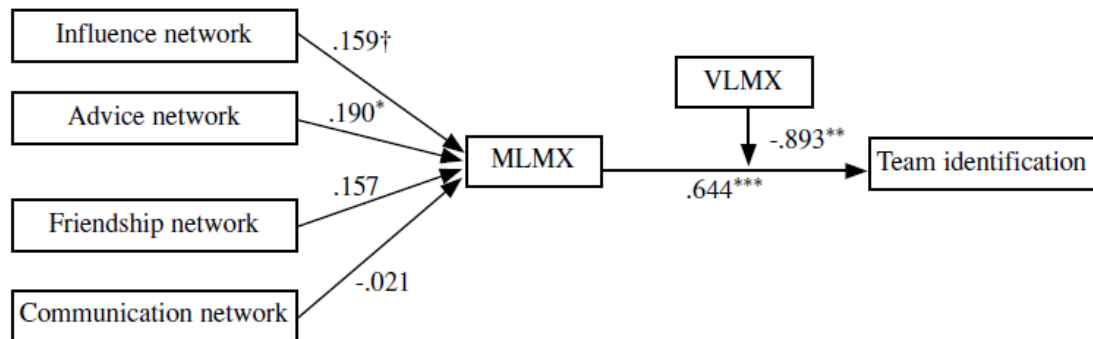 Influence network
.159†
Advice network
.190*
Friendship network
.157
Communication network
-.021
MLMX
VLMX
-.893**
.644***
Team identification